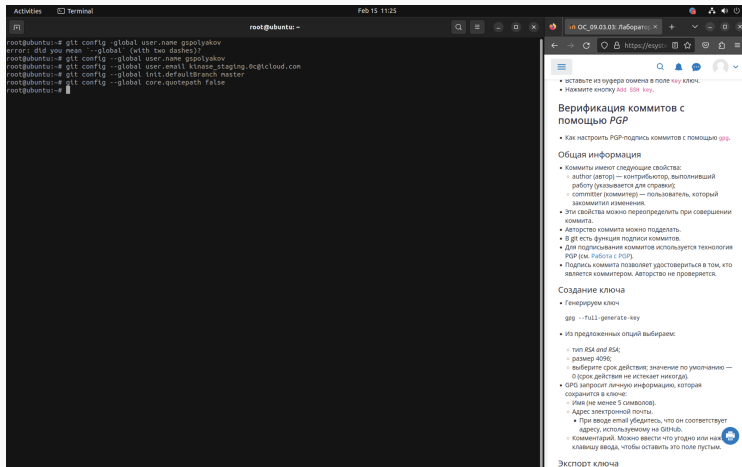 Activities
Terminal
Feb 15 11:25
root@ubuntu: ~
root@ubuntu:~# git config -global user.name gspolyakov
error: did you mean `--global` (with two dashes)?
root@ubuntu:~# git config --global user.name gspolyakov
root@ubuntu:~# git config --global user.email kinase_staging.0c@icloud.com
root@ubuntu:~# git config --global init.defaultBranch master
root@ubuntu:~# git config --global core.quotepath false
root@ubuntu:~#
ОС_09.03.03: Лаборатор
https://esyste
Вставьте из буфера обмена в поле Key ключ.
Нажмите кнопку Add SSH key.
Верификация коммитов с
помощью PGP
Как настроить PGP-подпись коммитов с помощью gpg.
Общая информация
Коммиты имеют следующие свойства:
author (автор) — контрибьютор, выполнивший
работу (указывается для справки);
committer (коммитер) — пользователь, который
закоммитил изменения.
Эти свойства можно переопределить при совершении
коммита.
Авторство коммита можно подделать.
В git есть функция подписи коммитов.
Для подписывания коммитов используется технология
PGP (см. Работа с PGP).
Подпись коммита позволяет удостовериться в том, кто
является коммитером. Авторство не проверяется.
Создание ключа
Генерируем ключ
gpg --full-generate-key
Из предложенных опций выбираем:
тип RSA and RSA;
размер 4096;
выберите срок действия; значение по умолчанию —
0 (срок действия не истекает никогда).
GPG запросит личную информацию, которая
сохранится в ключе:
Имя (не менее 5 символов).
Адрес электронной почты.
При вводе email убедитесь, что он соответствует
адресу, используемому на GitHub.
Комментарий. Можно ввести что угодно или наж
клавишу ввода, чтобы оставить это поле пустым.
Экспорт ключа